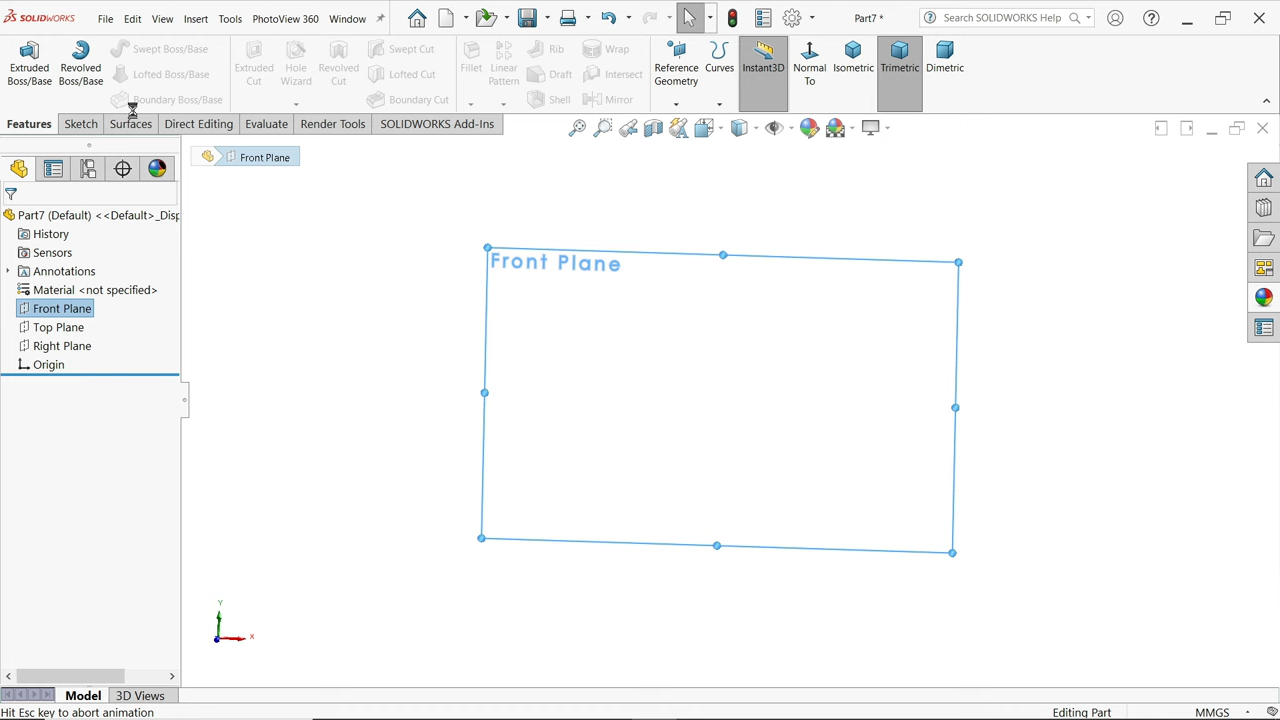 SOLIDWORKS File Edit View Insert Tools PhotoView 360 Window Part7 * Search SOLIDWORKS Help
Extruded Boss/Base
Revolved Boss/Base
Swept Boss/Base
Lofted Boss/Base
Boundary Boss/Base
Extruded Cut
Hole Wizard
Revolved Cut
Swept Cut
Lofted Cut
Boundary Cut
Fillet
Linear Pattern
Rib
Draft
Shell
Wrap
Intersect
Mirror
Reference Geometry
Curves
Instant3D
Normal To
Isometric
Trimetric
Dimetric
Features Sketch Surfaces Direct Editing Evaluate Render Tools SOLIDWORKS Add-Ins
Front Plane
Part7 (Default) <<Default>_Disp
History
Sensors
Annotations
Material <not specified>
Front Plane
Top Plane
Right Plane
Origin
Front Plane
Y
X
Model 3D Views
Hit Esc key to abort animation Editing Part MMGS